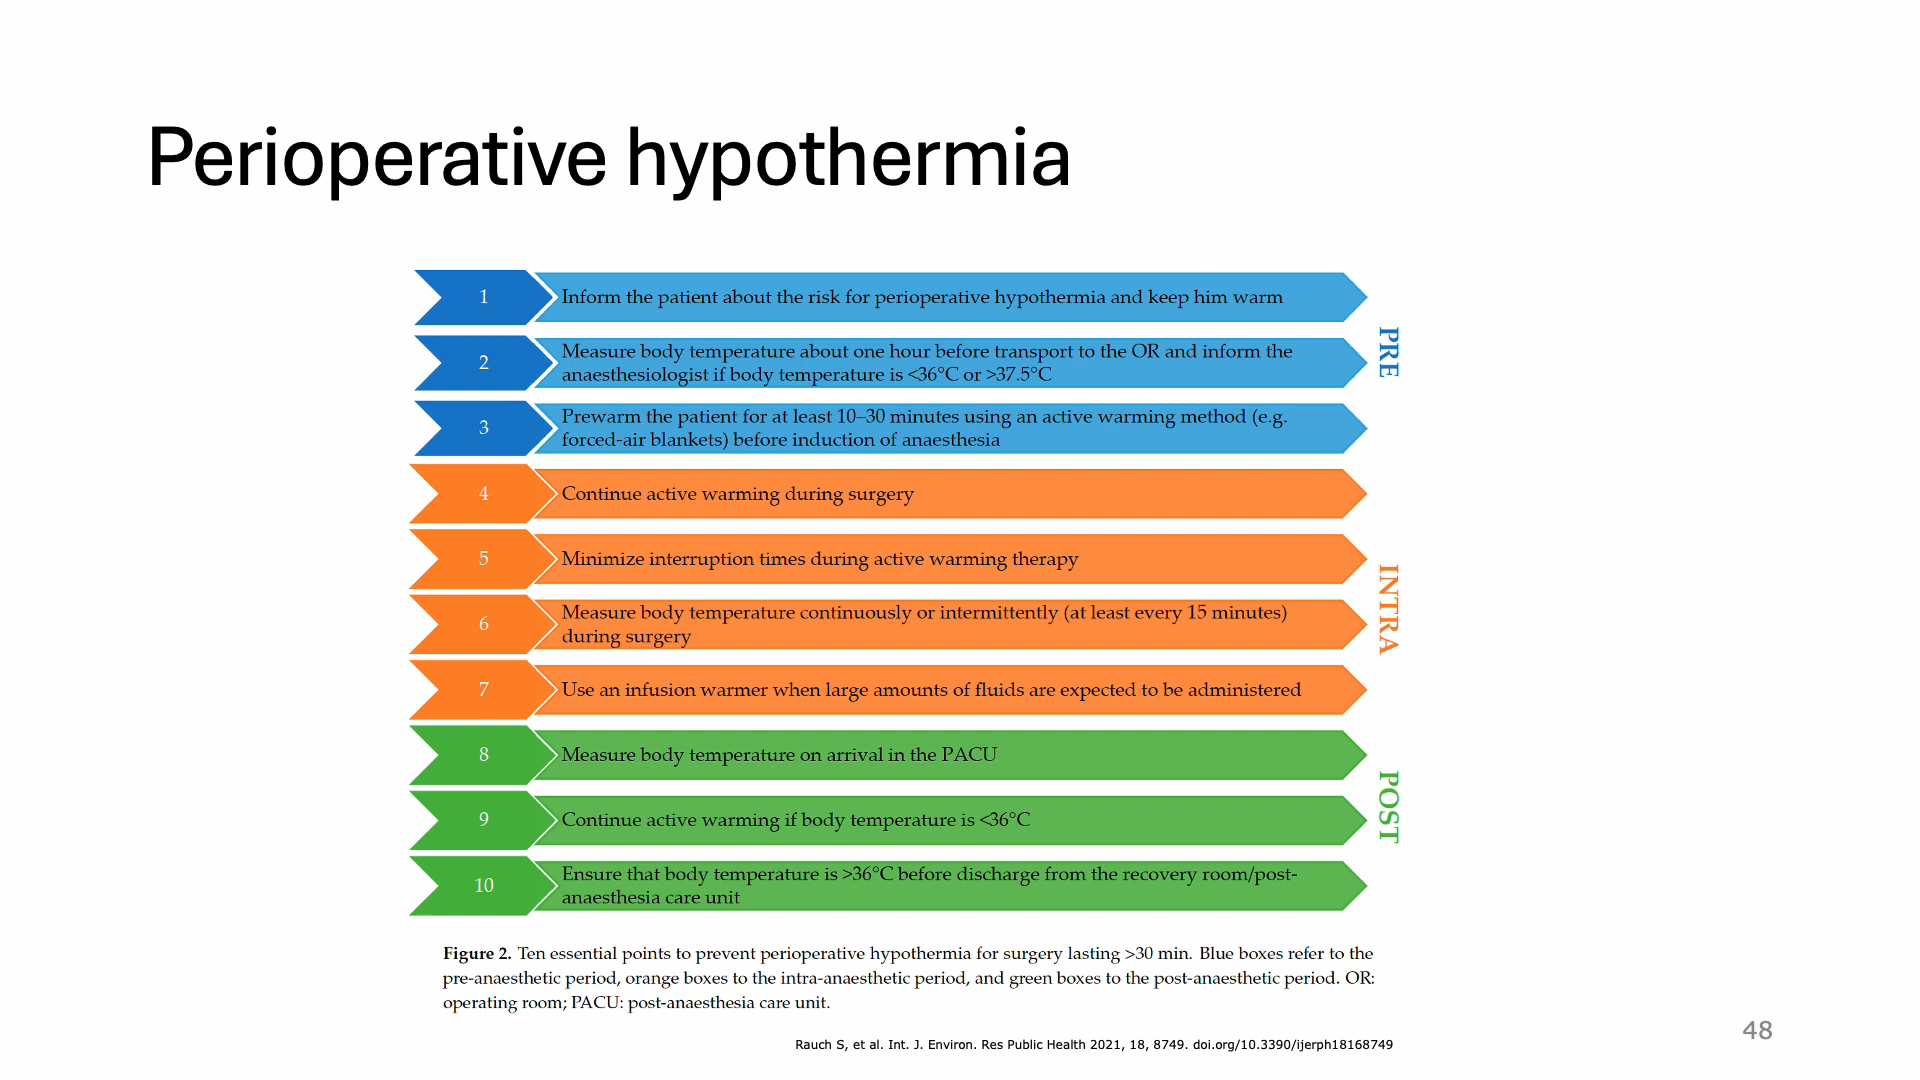 Perioperative hypothermia
1
Inform the patient about the risk for perioperative hypothermia and keep him warm
2
Measure body temperature about one hour before transport to the OR and inform the
anaesthesiologist if body temperature is <36°C or >37.5°C
3
Prewarm the patient for at least 10–30 minutes using an active warming method (e.g.
forced-air blankets) before induction of anaesthesia
PRE
4
Continue active warming during surgery
5
Minimize interruption times during active warming therapy
6
Measure body temperature continuously or intermittently (at least every 15 minutes)
during surgery
7
Use an infusion warmer when large amounts of fluids are expected to be administered
INTRA
8
Measure body temperature on arrival in the PACU
9
Continue active warming if body temperature is <36°C
10
Ensure that body temperature is >36°C before discharge from the recovery room/post-
anaesthesia care unit
POST
Figure 2. Ten essential points to prevent perioperative hypothermia for surgery lasting >30 min. Blue boxes refer to the
pre-anaesthetic period, orange boxes to the intra-anaesthetic period, and green boxes to the post-anaesthetic period. OR:
operating room; PACU: post-anaesthesia care unit.
Rauch S, et al. Int. J. Environ. Res Public Health 2021, 18, 8749. doi.org/10.3390/ijerph18168749
48